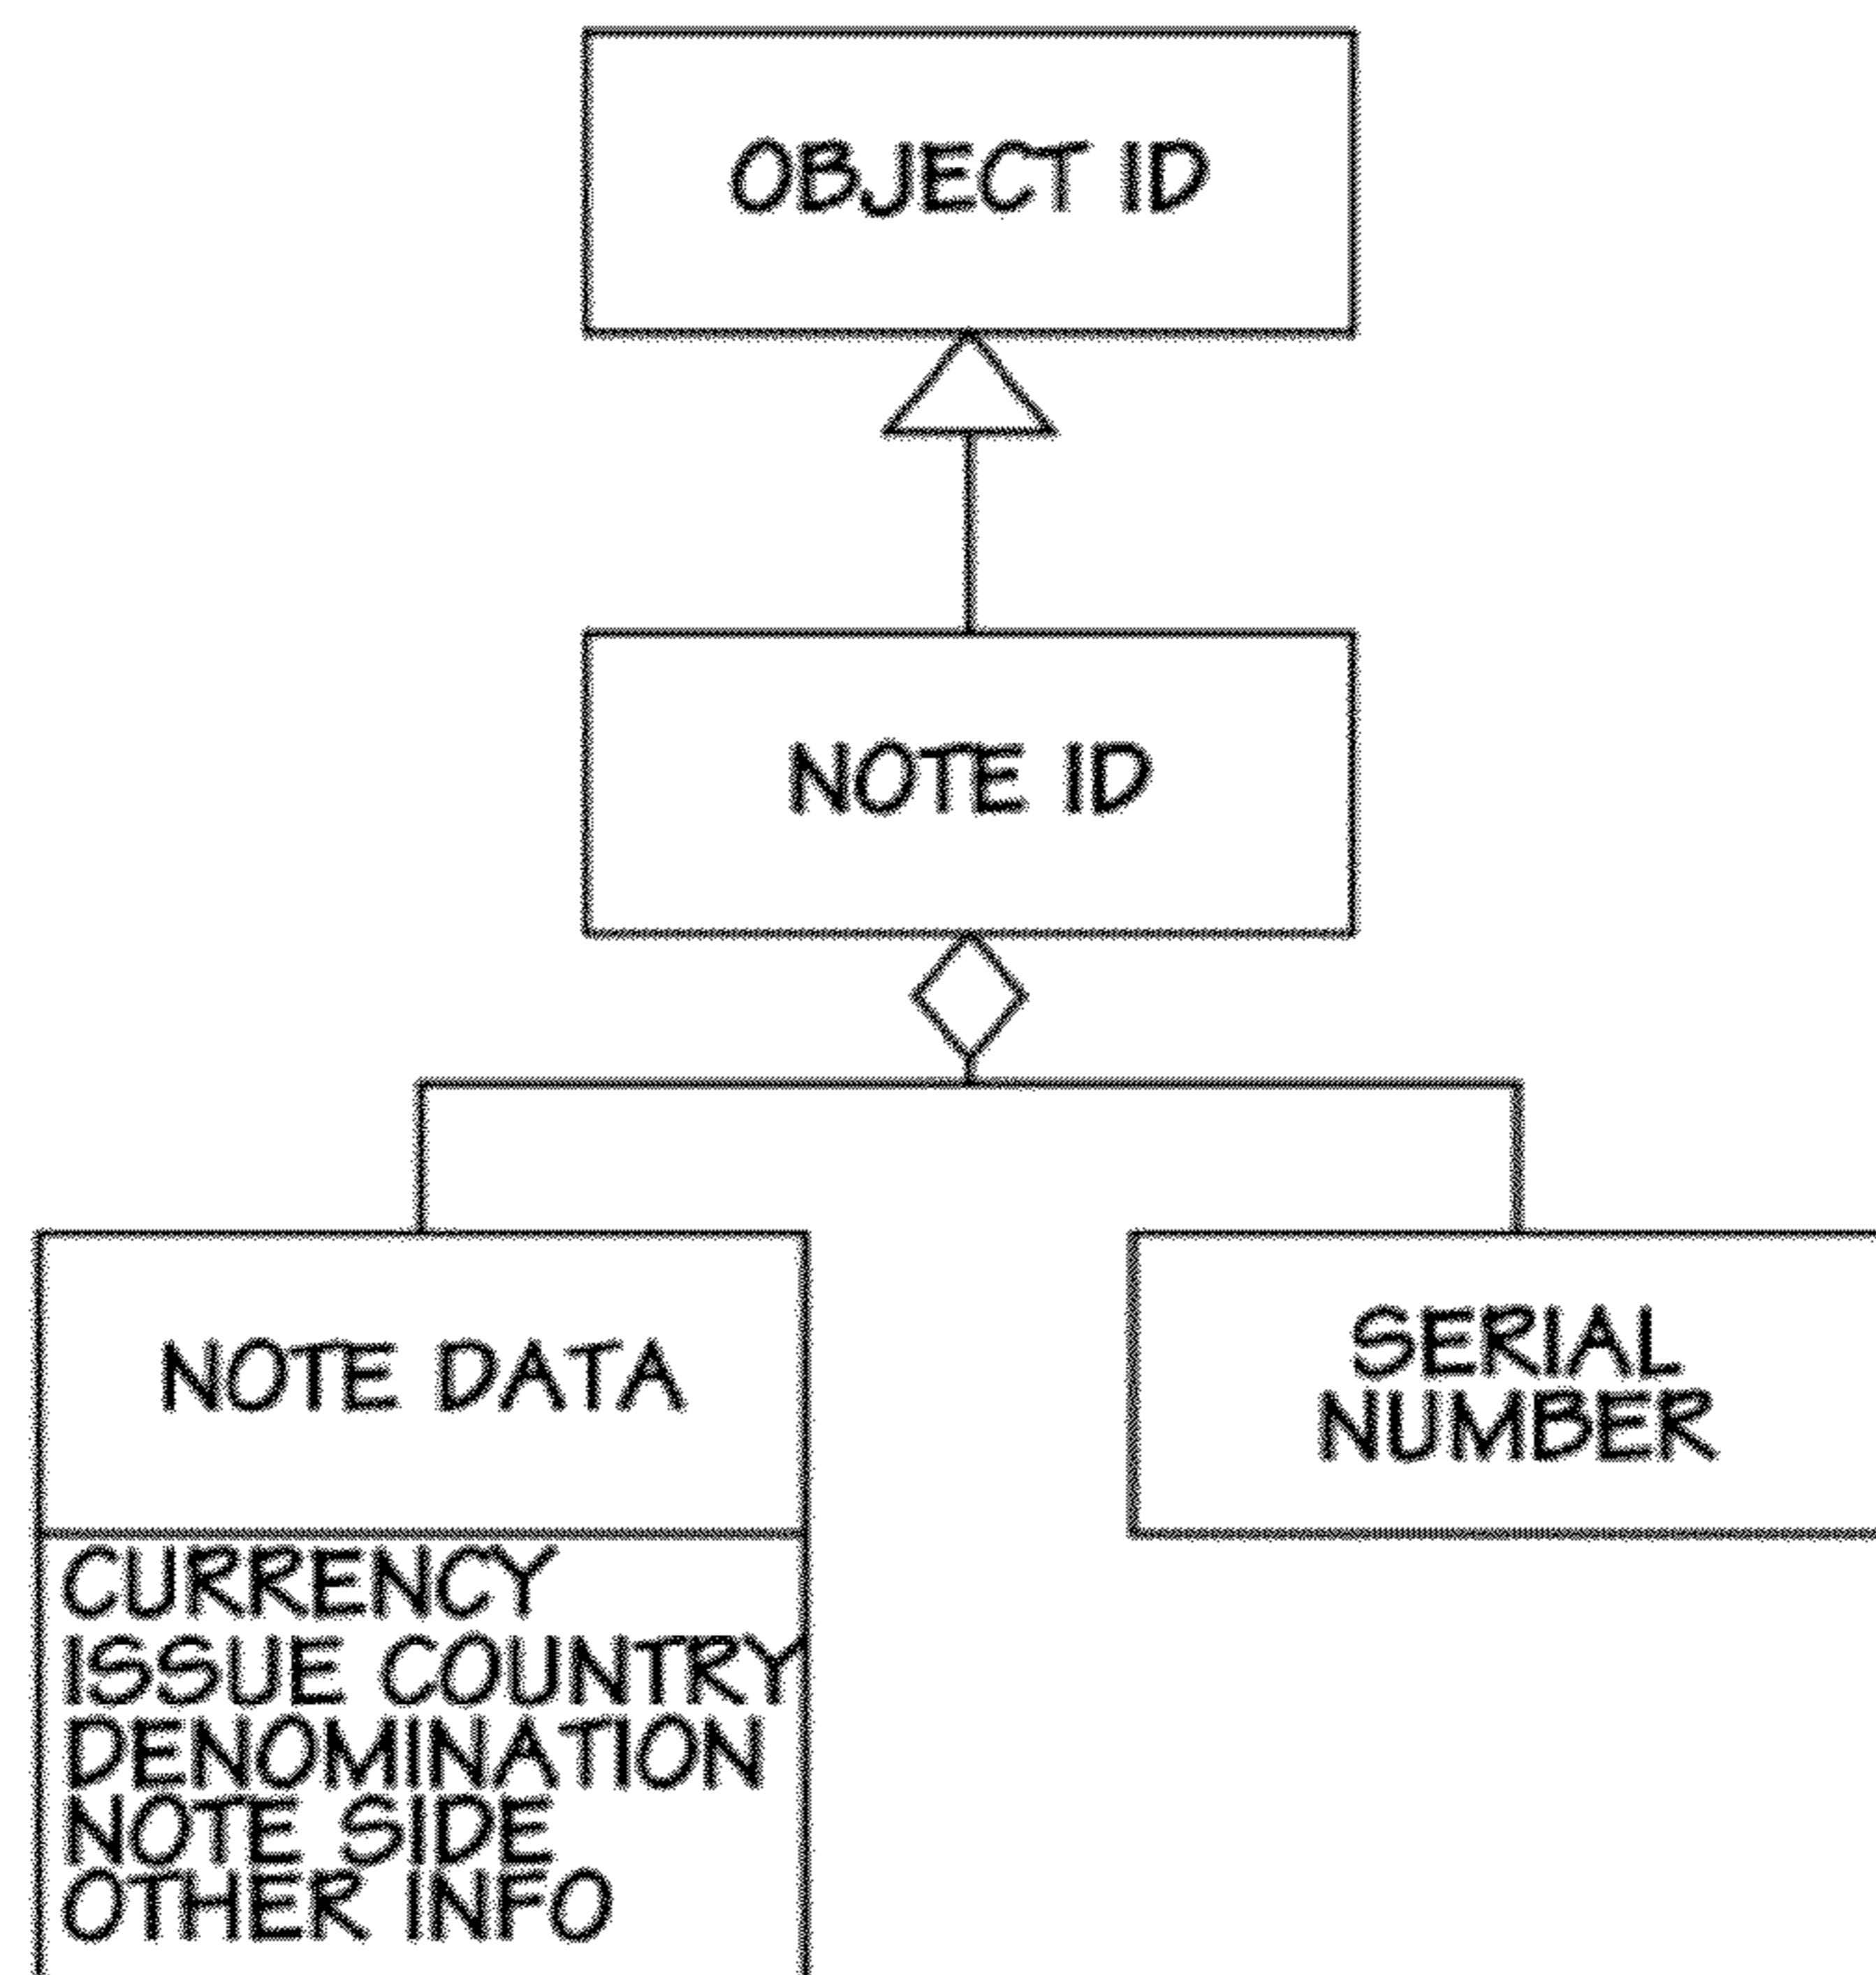 OBJECT ID
NOTE ID
NOTE DATA
SERIAL
NUMBER
CURRENCY
ISSUE COUNTRY
DENOMINATION
NOTE SIDE
OTHER INFO